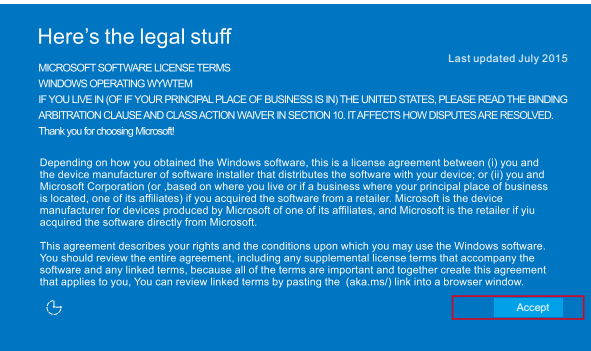 Here's the legal stuff
Last updated July 2015
MICROSOFT SOFTWARE LICENSE TERMS
WINDOWS OPERATING WYWTEM
IF YOU LIVE IN (OF IF YOUR PRINCIPAL PLACE OF BUSINESS IS IN) THE UNITED STATES, PLEASE READ THE BINDING
ARBITRATION CLAUSE AND CLASS ACTION WAIVER IN SECTION 10. IT AFFECTS HOW DISPUTES ARE RESOLVED.
Thank you for choosing Microsoft!
Depending on how you obtained the Windows software, this is a license agreement between (i) you and
the device manufacturer of software installer that distributes the software with your device; or (ii) you and
Microsoft Corporation (or ,based on where you live or if a business where your principal place of business
is located, one of its affiliates) if you acquired the software from a retailer. Microsoft is the device
manufacturer for devices produced by Microsoft of one of its affiliates, and Microsoft is the retailer if yiu
acquired the software directly from Microsoft.
This agreement describes your rights and the conditions upon which you may use the Windows software.
You should review the entire agreement, including any supplemental license terms that accompany the
software and any linked terms, because all of the terms are important and together create this agreement
that applies to you, You can review linked terms by pasting the (aka.ms/) link into a browser window.
Accept